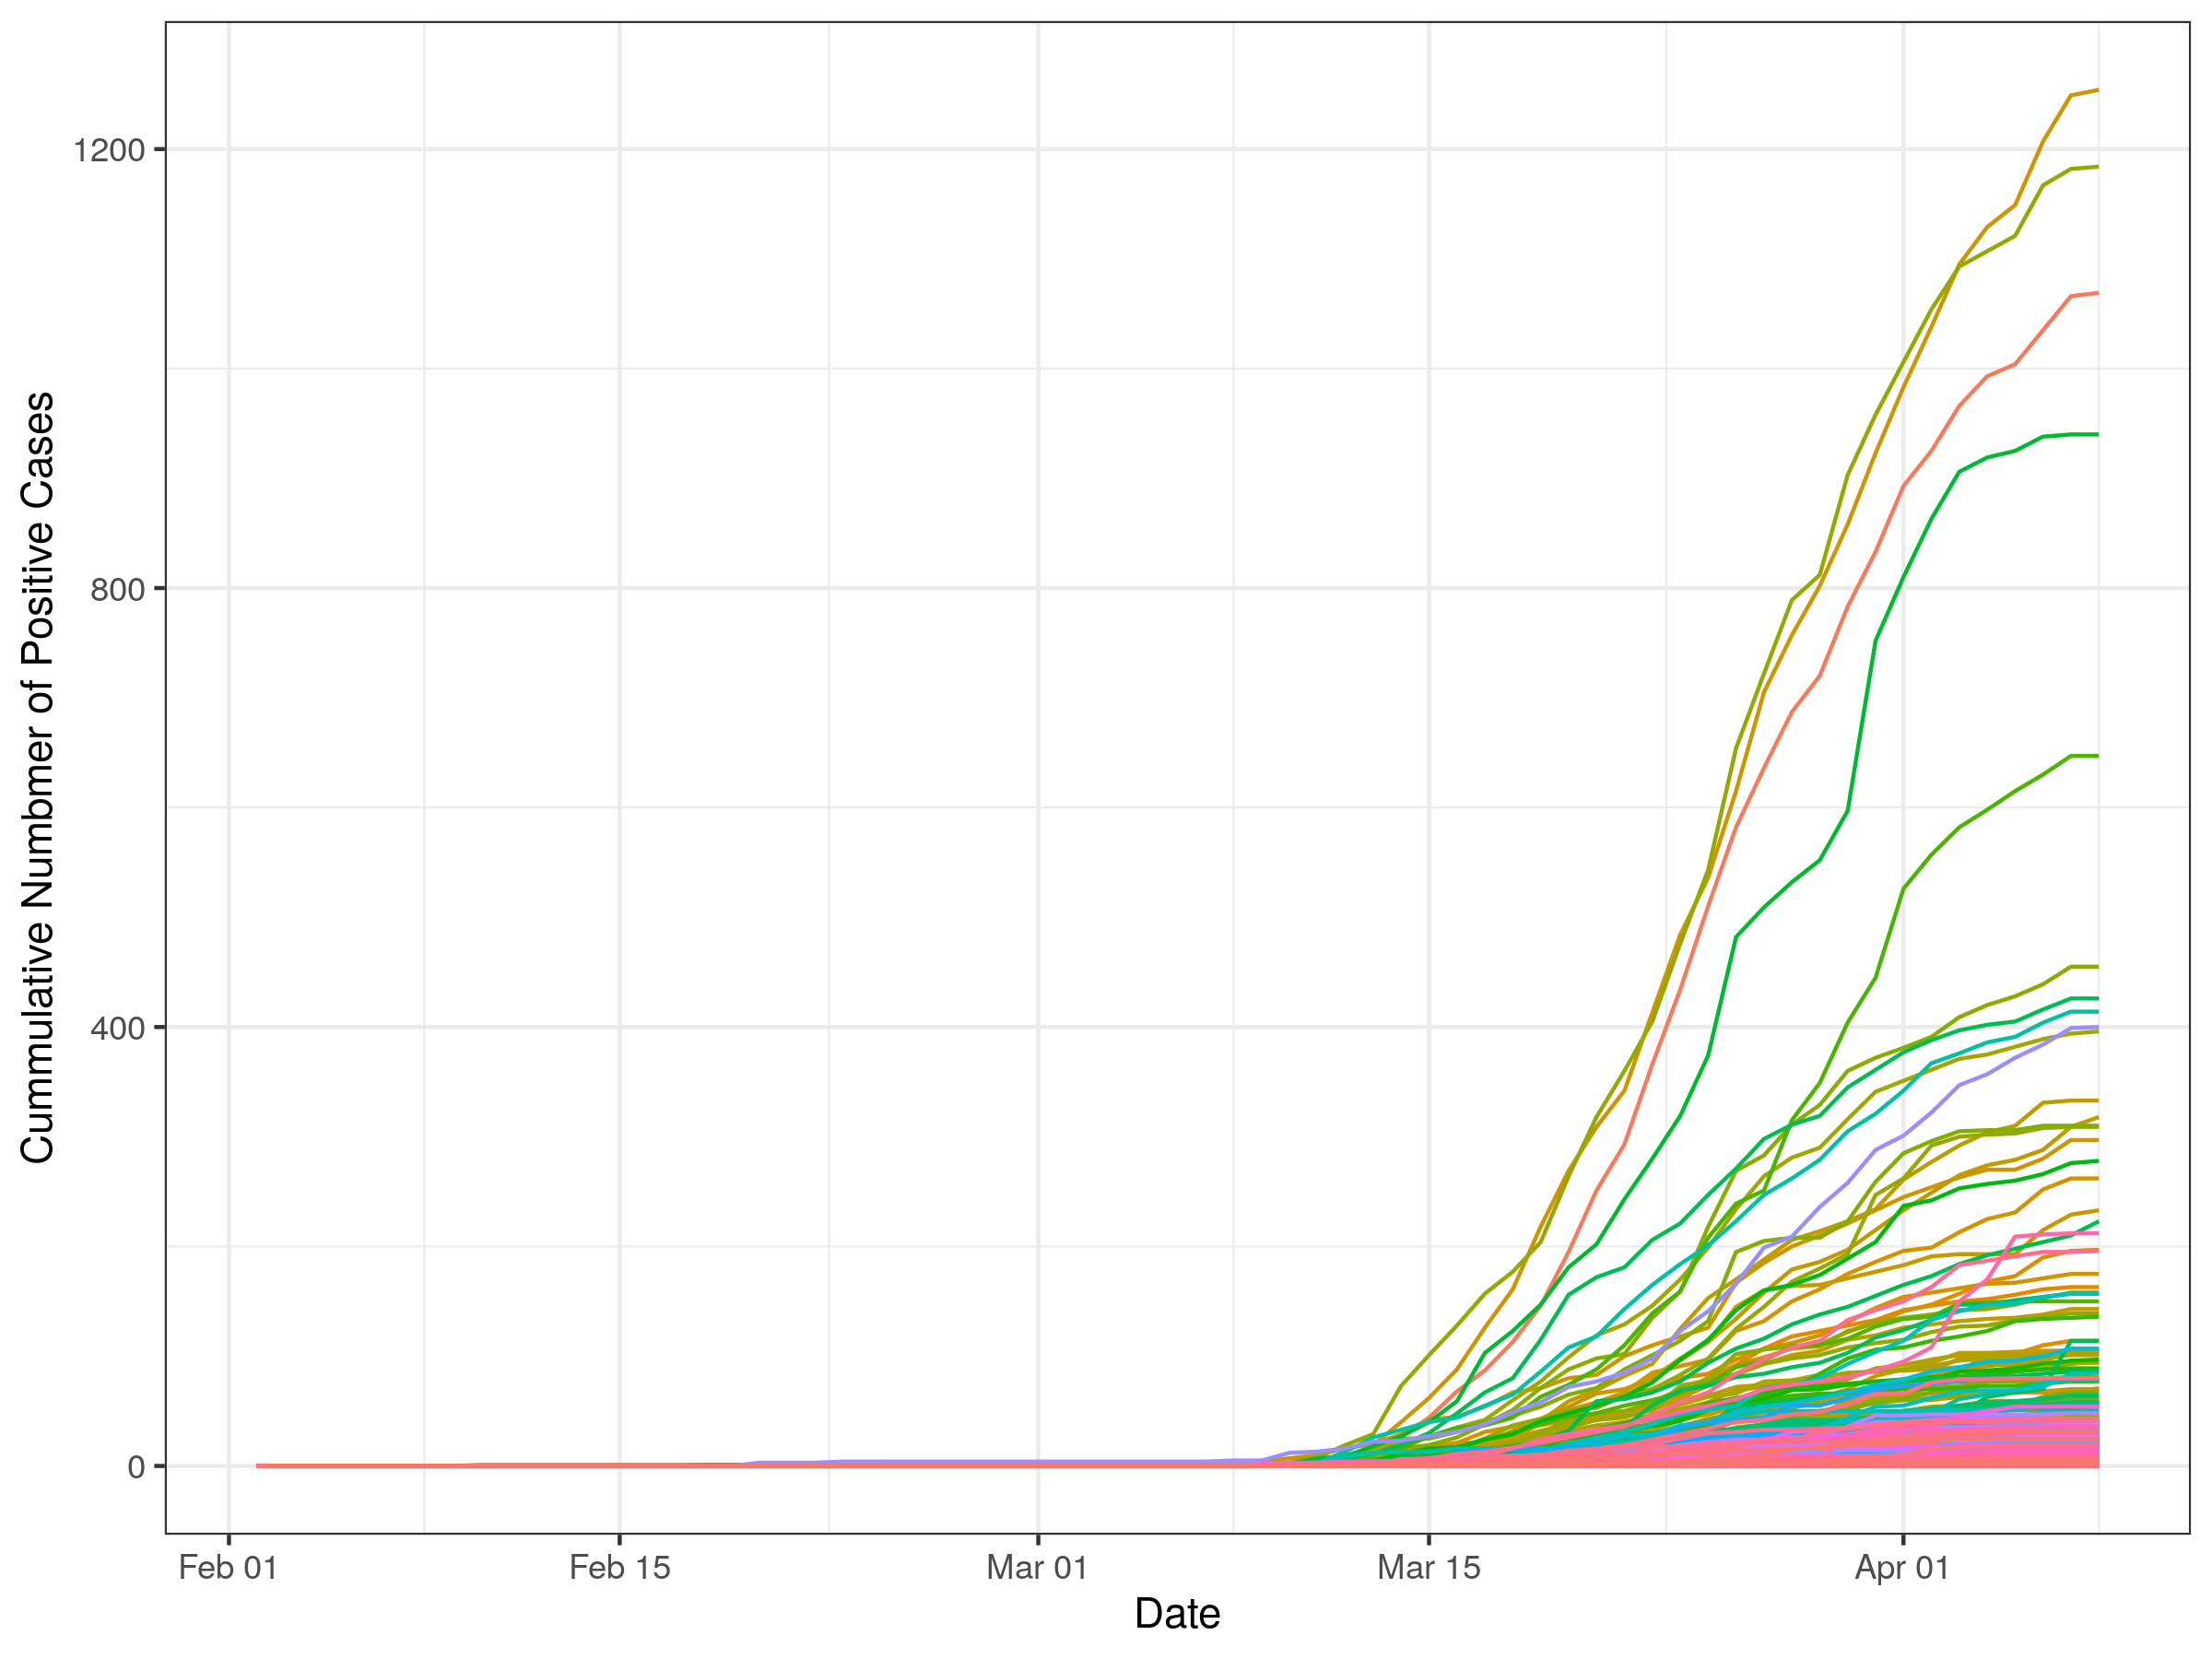 Cummulative Number of Positive Cases
1200
800
400
0
Feb 01
Feb 15
Mar 01
Mar 15
Apr 01
Date